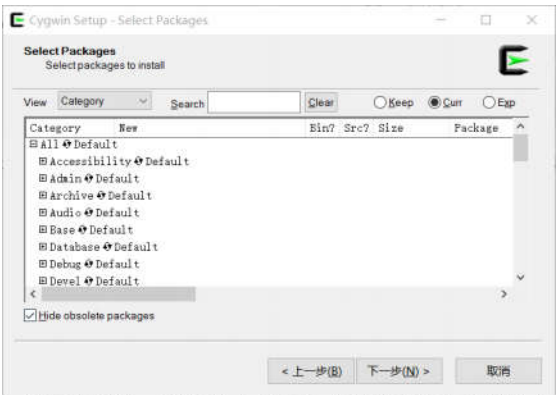 Cygwin Setup - Select Packages
Select Packages
Select packages to install
View Category Search Clear Keep Curr Exp
Category New Bin? Src? Size Package
All Default
Accessibility Default
Admin Default
Archive Default
Audio Default
Base Default
Database Default
Debug Default
Devel Default
Hide obsolete packages
< 上一步(B) 下一步(N) > 取消